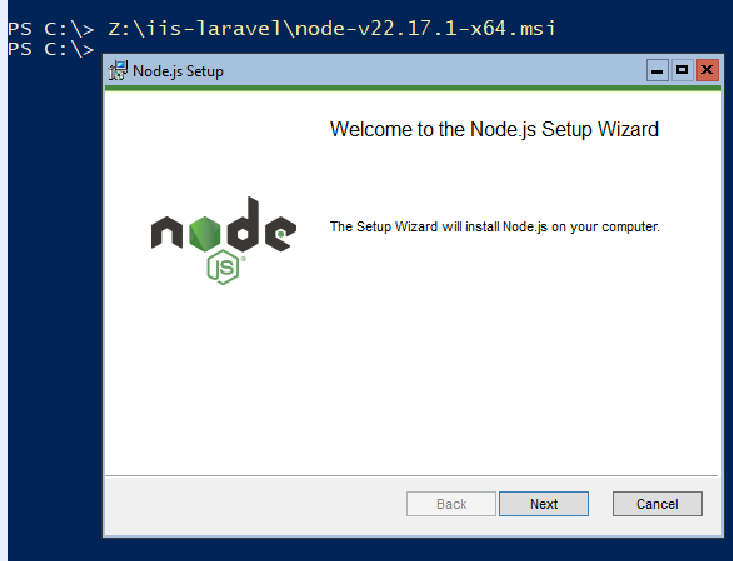 PS C:\> Z:\iis-laravel\node-v22.17.1-x64.msi
PS C:\>
Node.js Setup
Welcome to the Node.js Setup Wizard
node
JS
The Setup Wizard will install Node.js on your computer.
Back Next Cancel